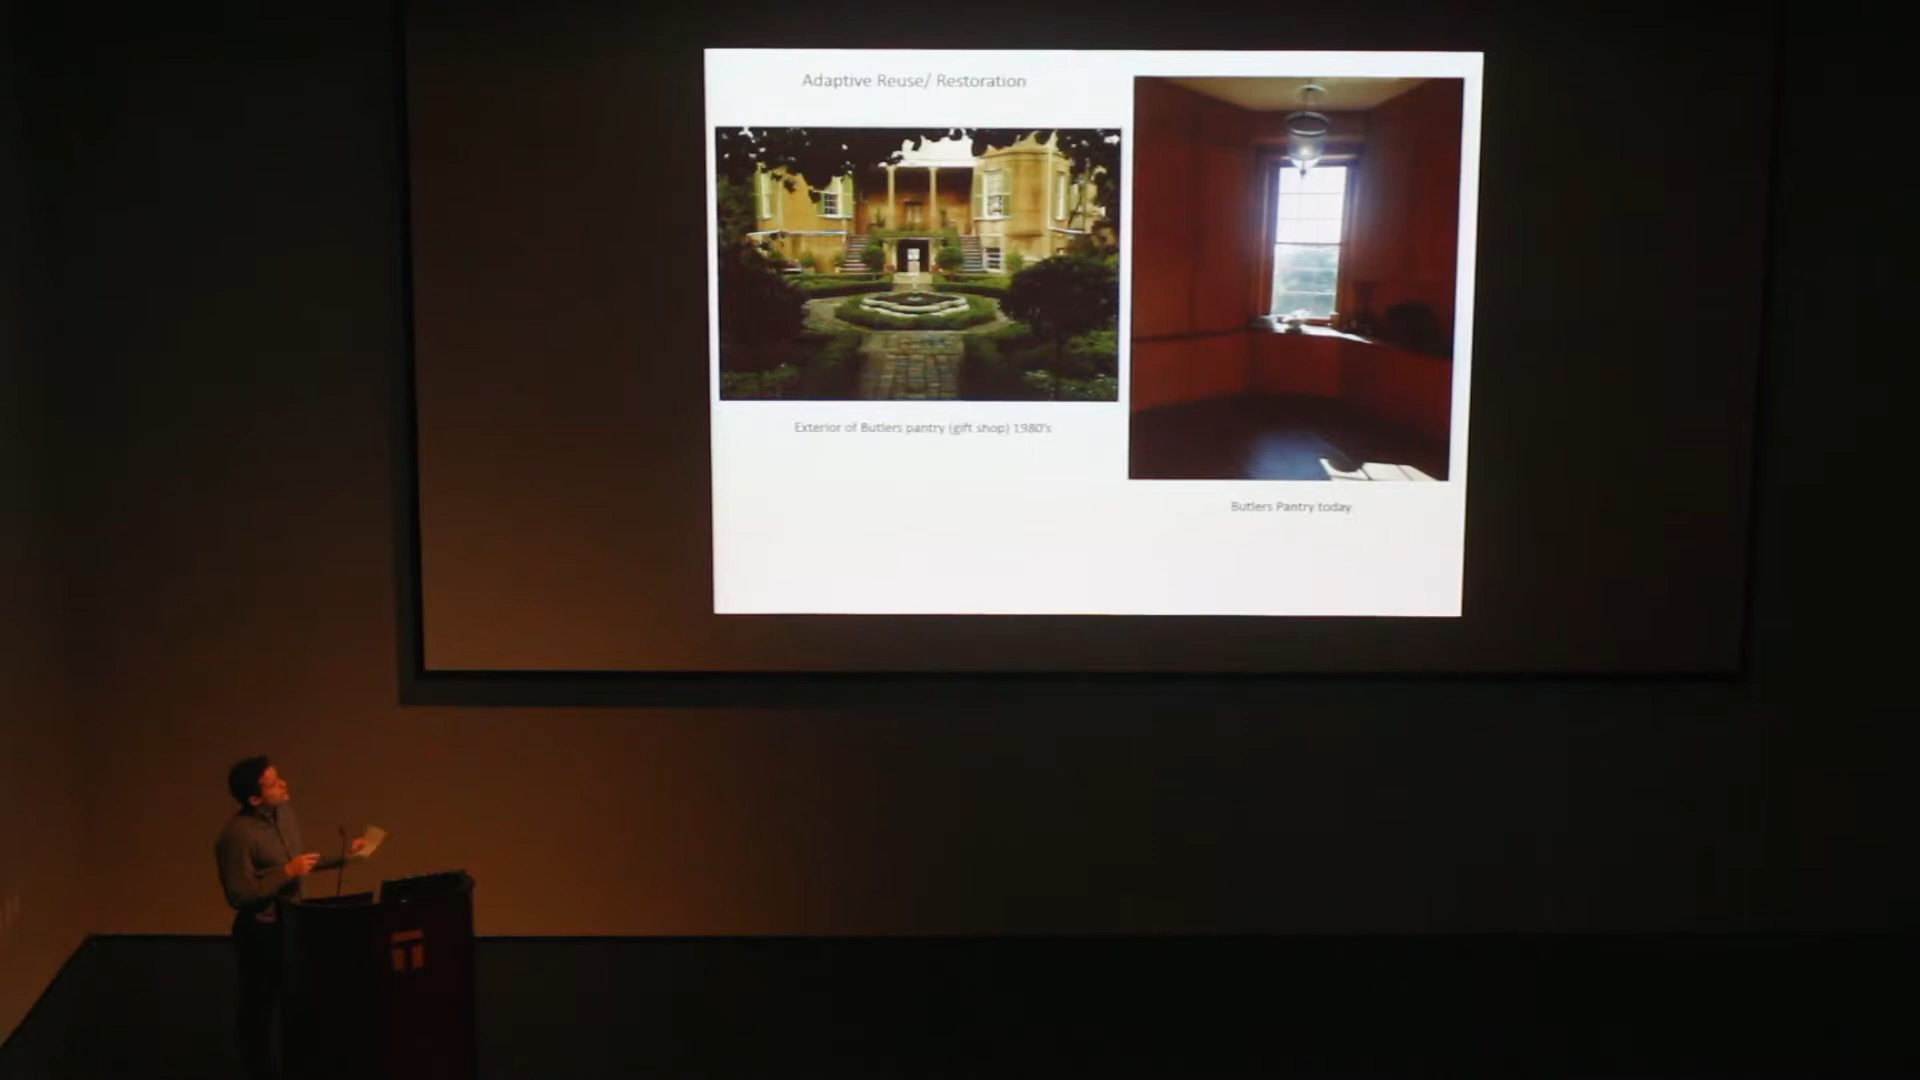 Adaptive Reuse/ Restoration
Exterior of Butlers pantry (gift shop) 1980's
Butlers Pantry today